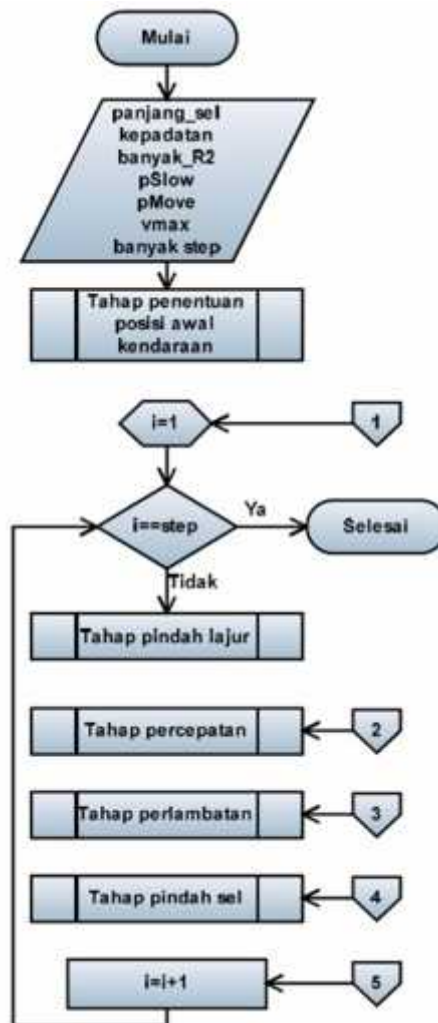 Mulai
panjang_sel
kepadatan
banyak_R2
pSlow
pMove
vmax
banyak step
Tahap penentuan
posisi awal
kendaraan
i=1
1
i==step
Ya
Selesai
Tidak
Tahap pindah lajur
Tahap percepatan
2
Tahap perlambatan
3
Tahap pindah sel
4
i=i+1
5